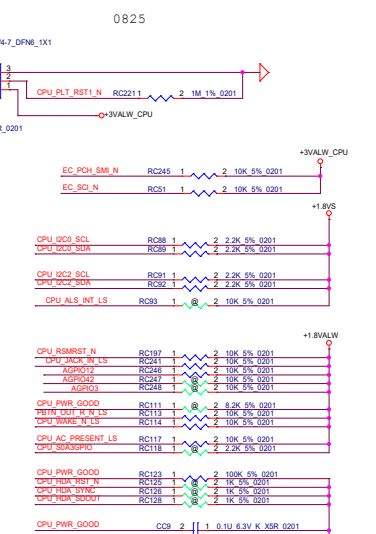 0825
4-7_DFN6_1X1
3
2
CPU_PLT_RST1_N RC221 1 2 1M_1%_0201
1
+3VALW_CPU
_0201
+3VALW_CPU
EC_PCH_SMI_N RC245 1 2 10K_5%_0201
EC_SCI_N RC51 1 2 10K_5%_0201
+1.8VS
CPU_I2C0_SCL RC88 1 2 2.2K_5%_0201
CPU_I2C0_SDA RC89 1 2 2.2K_5%_0201
CPU_I2C2_SCL RC91 1 2 2.2K_5%_0201
CPU_I2C2_SDA RC92 1 2 2.2K_5%_0201
CPU_ALS_INT_LS RC93 1 @ 2 10K_5%_0201
+1.8VALW
CPU_RSMRST_N RC197 1 2 10K_5%_0201
CPU_JACK_IN_LS RC241 1 2 10K_5%_0201
AGPIO12 RC246 1 2 10K_5%_0201
AGPIO42 RC247 1 @ 2 10K_5%_0201
AGPIO3 RC248 1 @ 2 10K_5%_0201
CPU_PWR_GOOD RC111 1 @ 2 8.2K_5%_0201
PBTN_OUT_R_N_LS RC113 1 2 10K_5%_0201
CPU_WAKE_N_LS RC114 1 2 10K_5%_0201
CPU_AC_PRESENT_LS RC117 1 2 10K_5%_0201
CPU_S0A3GPIO RC118 1 @ 2 2.2K_5%_0201
CPU_PWR_GOOD RC123 1 2 100K_5%_0201
CPU_HDA_RST_N RC125 1 @ 2 1K_5%_0201
CPU_HDA_SYNC RC126 1 @ 2 1K_5%_0201
CPU_HDA_SDOUT RC128 1 @ 2 1K_5%_0201
CPU_PWR_GOOD CC9 2 1 0.1U_6.3V_K_X5R_0201